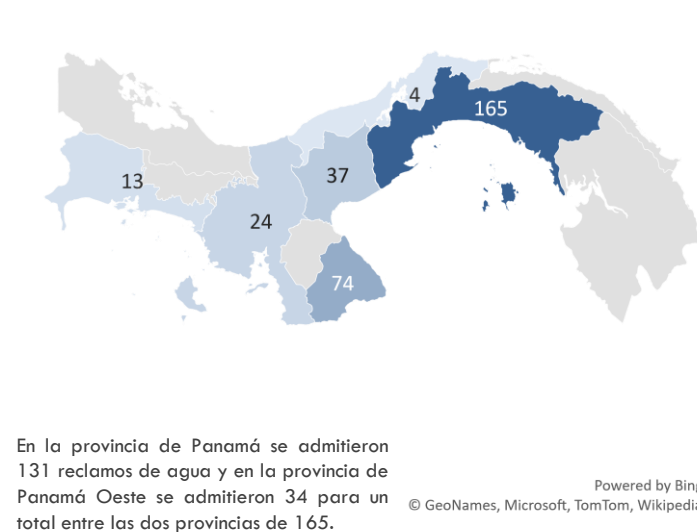 4
165
13
37
24
74
En la provincia de Panamá se admitieron
131 reclamos de agua y en la provincia de
Panamá Oeste se admitieron 34 para un
total entre las dos provincias de 165.
Powered by Bing
© GeoNames, Microsoft, TomTom, Wikipedia